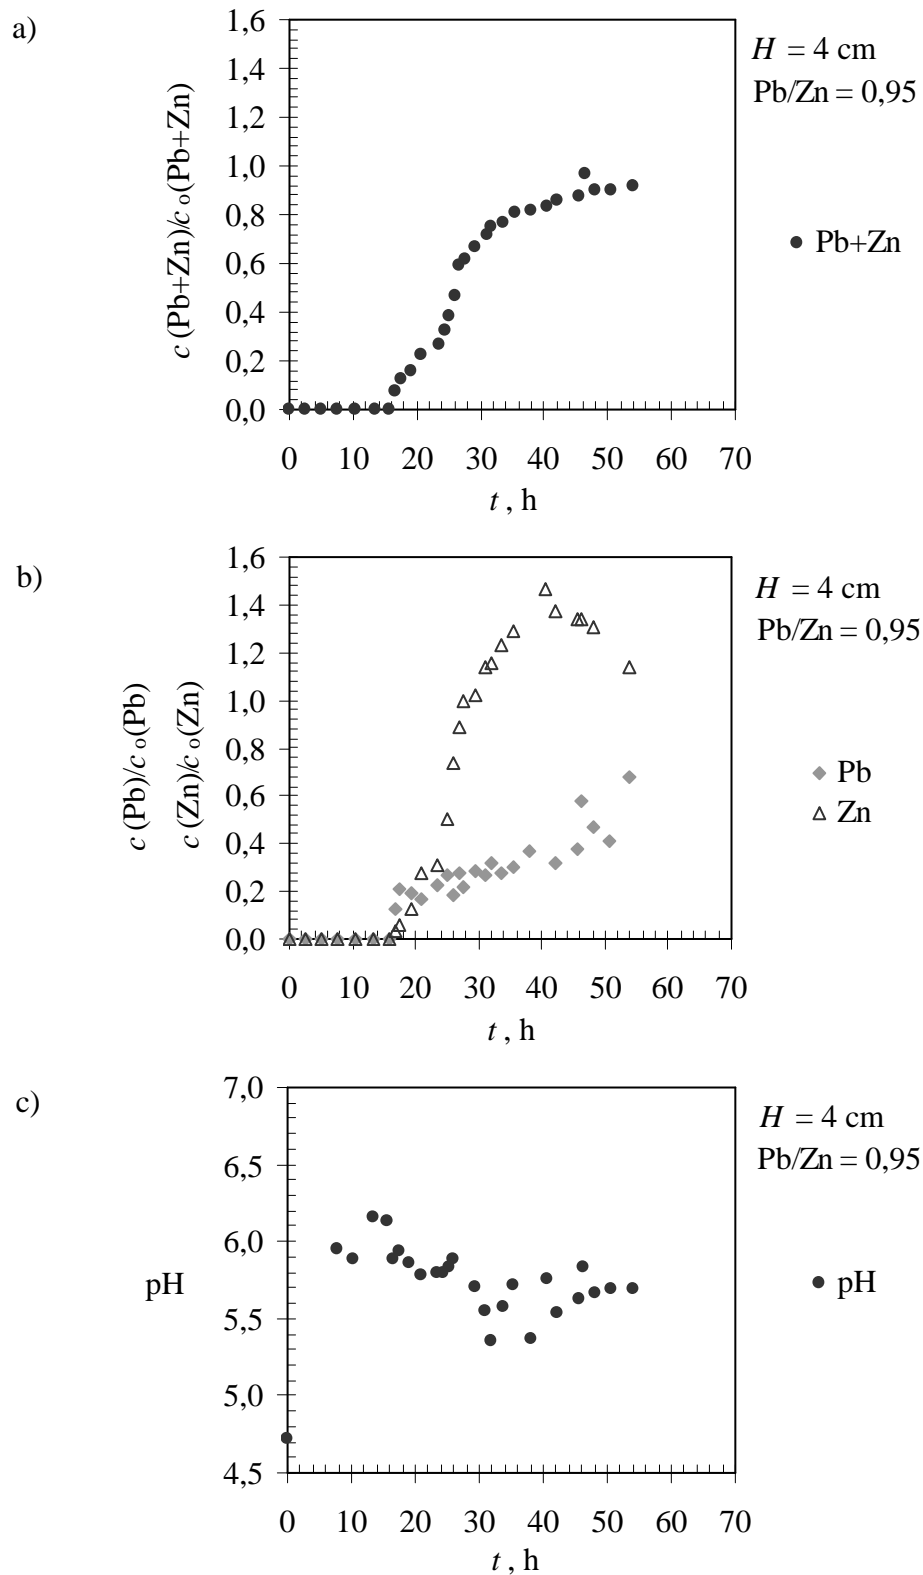 a)
1,6
1,4
1,2
1,0
0,8
0,6
0,4
0,2
0,0
0 10 20 30 40 50 60 70
t , h
c (Pb+Zn)/c o(Pb+Zn)
H = 4 cm
Pb/Zn = 0,95
Pb+Zn
b)
1,6
1,4
1,2
1,0
0,8
0,6
0,4
0,2
0,0
0 10 20 30 40 50 60 70
t , h
c (Pb)/c o(Pb)
c (Zn)/c o(Zn)
H = 4 cm
Pb/Zn = 0,95
Pb
Zn
c)
7,0
6,5
6,0
5,5
5,0
4,5
0 10 20 30 40 50 60 70
t , h
pH
H = 4 cm
Pb/Zn = 0,95
pH